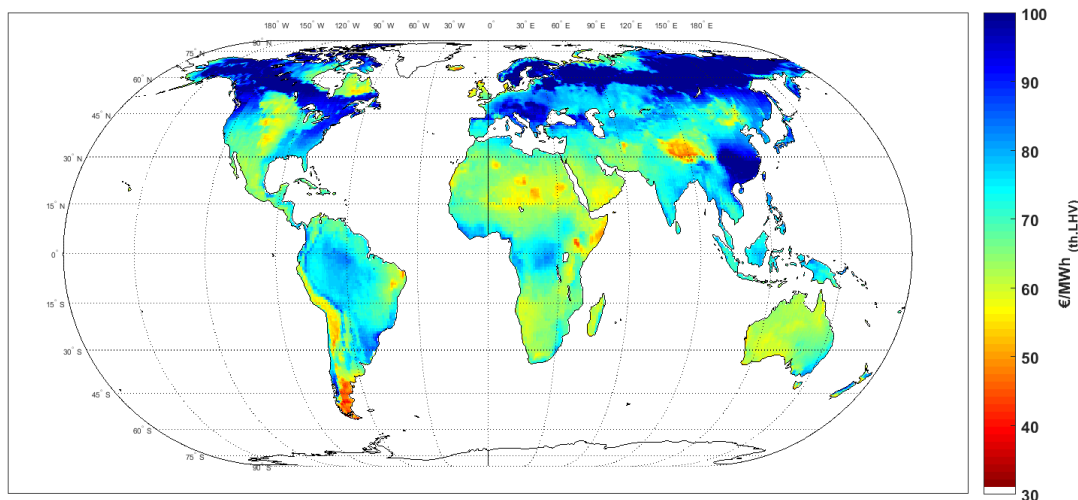 180° W 150° W 120° W 90° W 60° W 30° W 0° 30° E 60° E 90° E 120° E 150° E 180° E
90° N
75° N
60° N
45° N
30° N
15° N
0°
15° S
30° S
45° S
60° S
75° S
90° S
100
90
80
70
60
50
40
30
€/MWh (th.LHV)